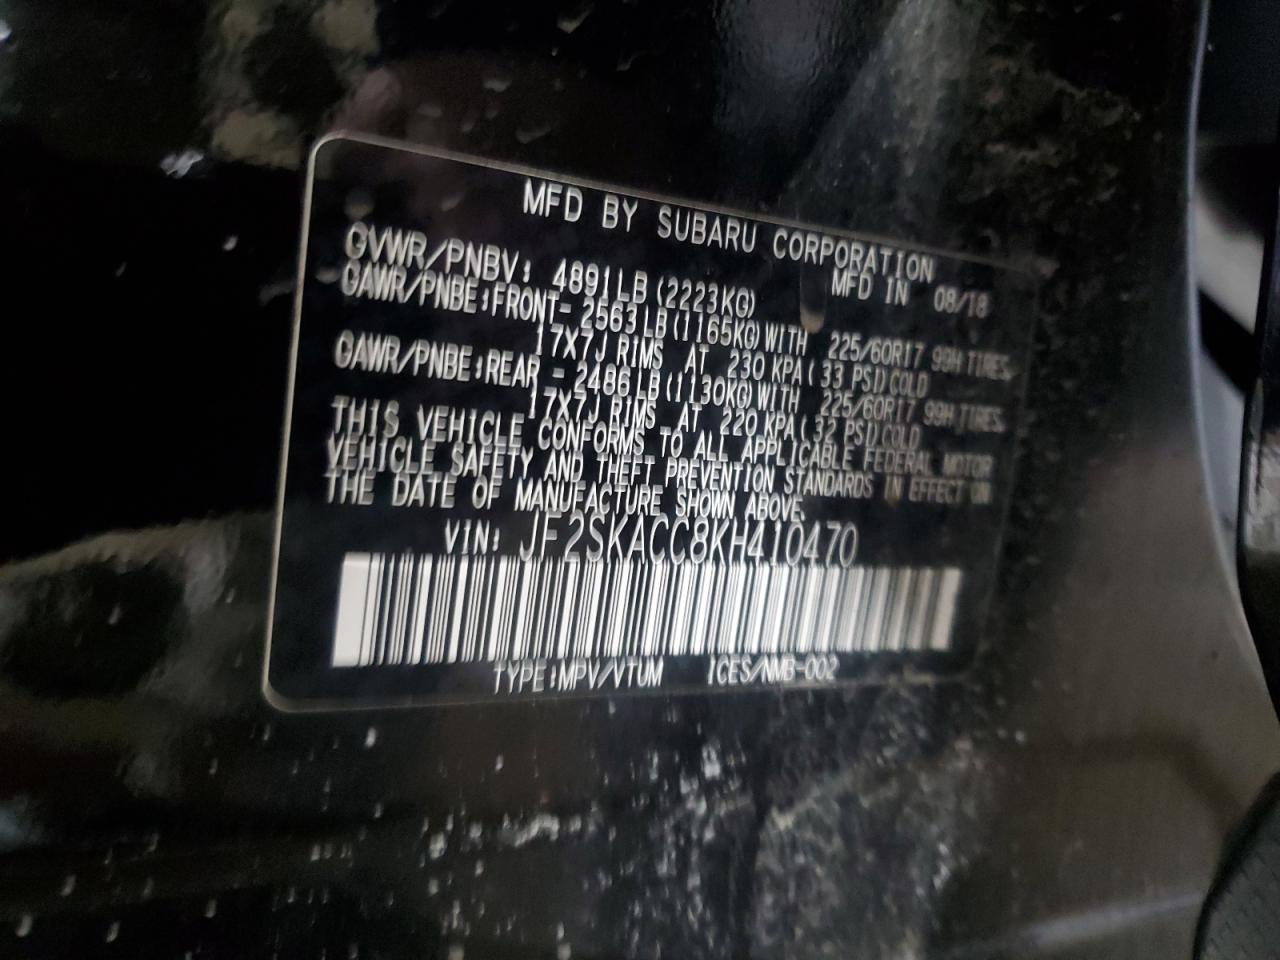 MFD BY SUBARU CORPORATION
GVWR/PNBV: 4891LB(2223KG) MFD IN 08/18
GAWR/PNBE:FRONT- 2563LB(1165KG)WITH 225/60R17 99H TIRES
17X7J RIMS AT 230 KPA( 33 PSI)COLD
GAWR/PNBE:REAR - 2486LB(1130KG)WITH 225/60R17 99H TIRES
17X7J RIMS AT 220 KPA( 32 PSI)COLD
THIS VEHICLE CONFORMS TO ALL APPLICABLE FEDERAL MOTOR
VEHICLE SAFETY AND THEFT PREVENTION STANDARDS IN EFFECT ON
THE DATE OF MANUFACTURE SHOWN ABOVE.
VIN: JF2SKACC8KH410470
TYPE:MPV/VTUM ICES/NMB-002